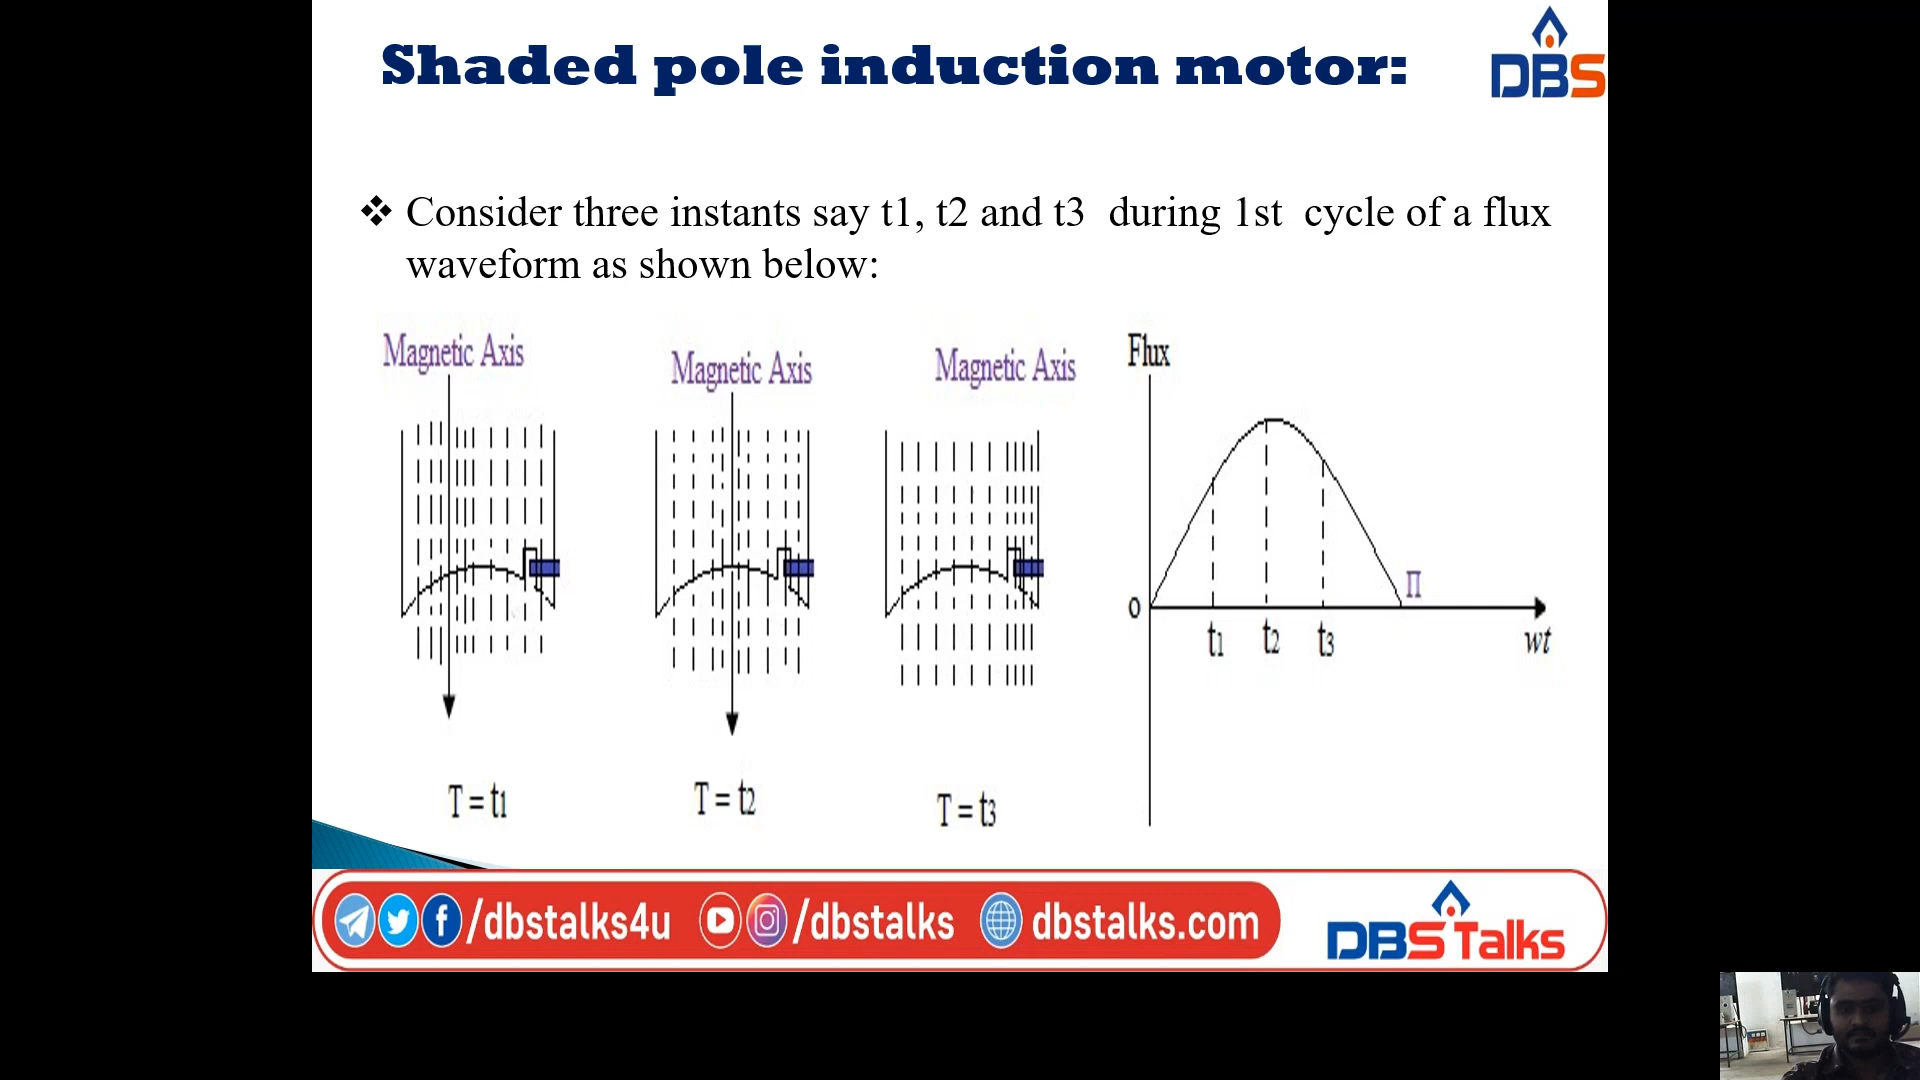 Shaded pole induction motor:
DBS
❖ Consider three instants say t1, t2 and t3 during 1st cycle of a flux
waveform as shown below:
Magnetic Axis
Magnetic Axis
Magnetic Axis
Flux
0
t1
t2
t3
Π
wt
T = t1
T = t2
T = t3
/dbstalks4u
/dbstalks
dbstalks.com
DBS Talks